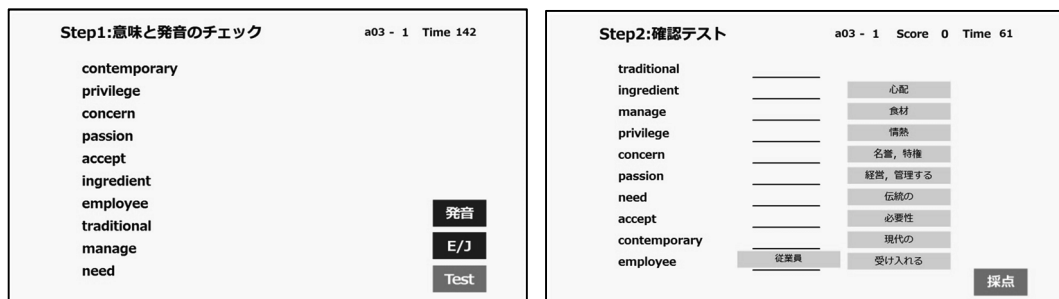 Step1:意味と発音のチェック a03 - 1 Time 142
contemporary
privilege
concern
passion
accept
ingredient
employee
traditional
manage
need
発音
E/J
Test
Step2:確認テスト a03 - 1 Score 0 Time 61
traditional
ingredient 心配
manage 食材
privilege 情熱
concern 名誉，特権
passion 経営，管理する
need 伝統の
accept 必要性
contemporary 現代の
employee 従業員 受け入れる
採点